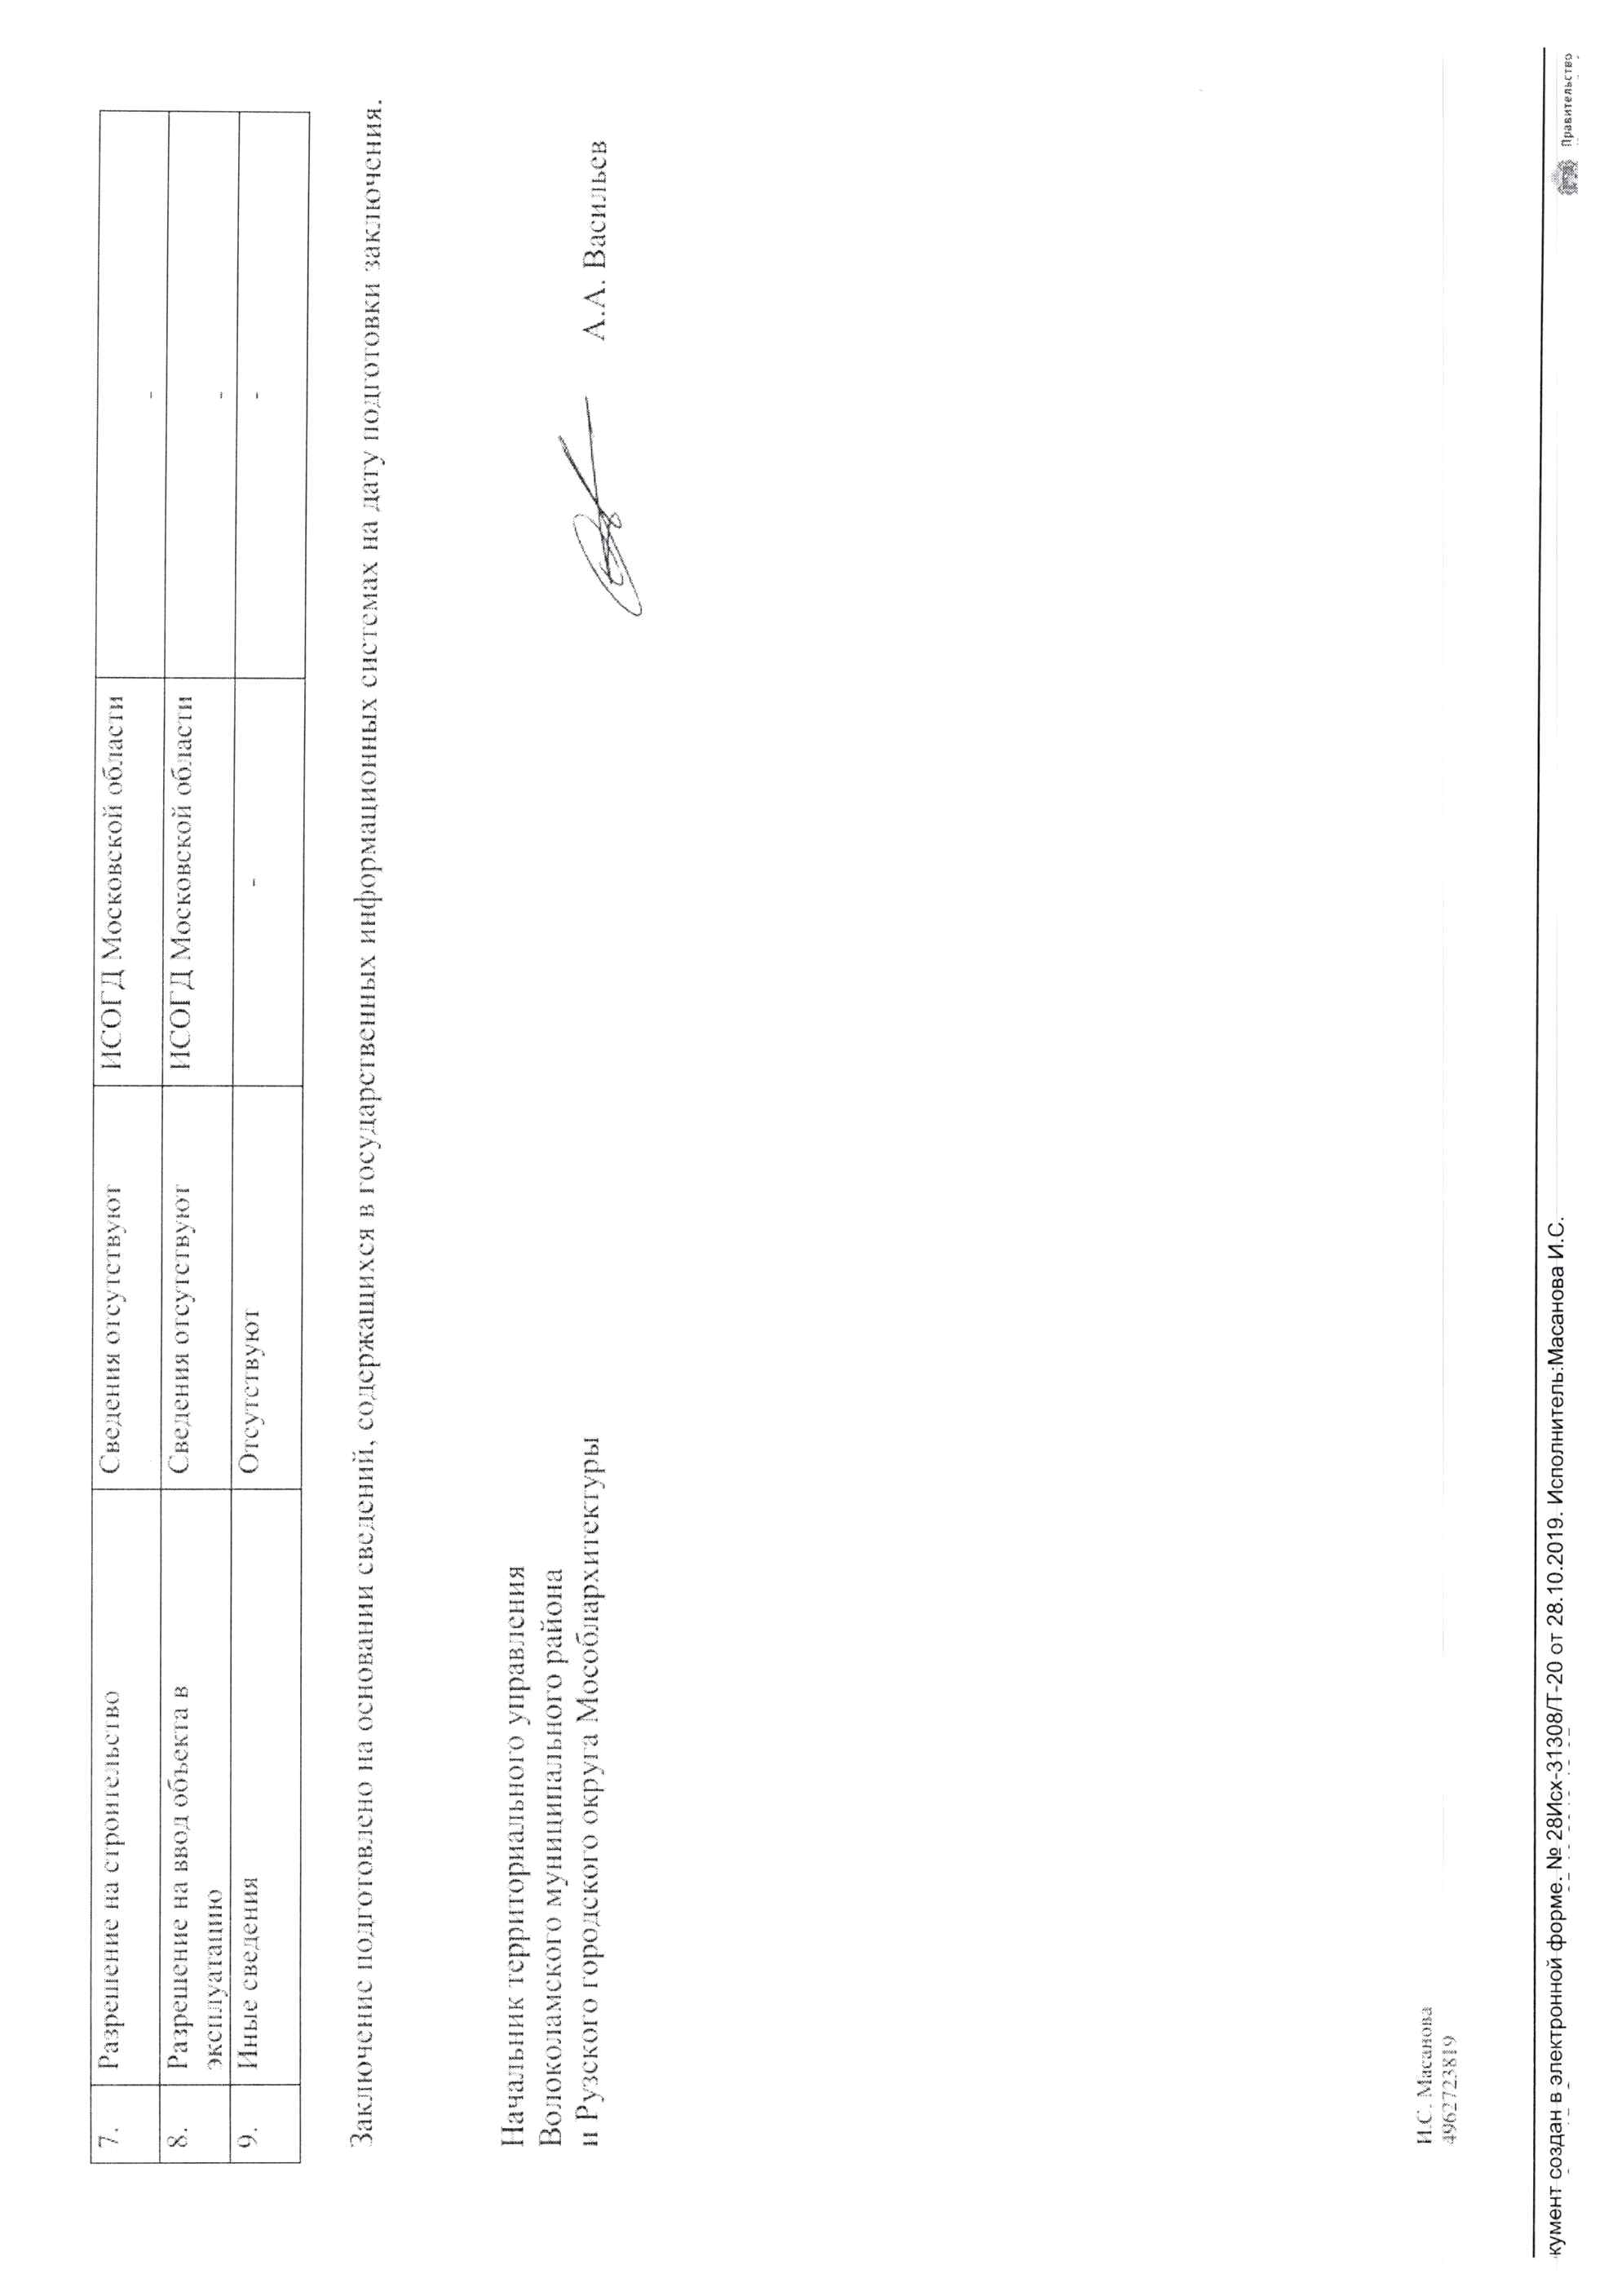 7. Разрешение на строительство Сведения отсутствуют ИСОГД Московской области -
8. Разрешение на ввод объекта в Сведения отсутствуют ИСОГД Московской области
эксплуатацию -
9. Иные сведения Отсутствуют - -
Заключение подготовлено на основании сведений, содержащихся в государственных информационных системах на дату подготовки заключения.
Начальник территориального управления
Волоколамского муниципального района
и Рузского городского округа Мособлархитектуры А.А. Васильев
И.С. Масанова
4962723819
кумент создан в электронной форме. № 28Исх-31308/Т-20 от 28.10.2019. Исполнитель:Масанова И.С.
Правительство